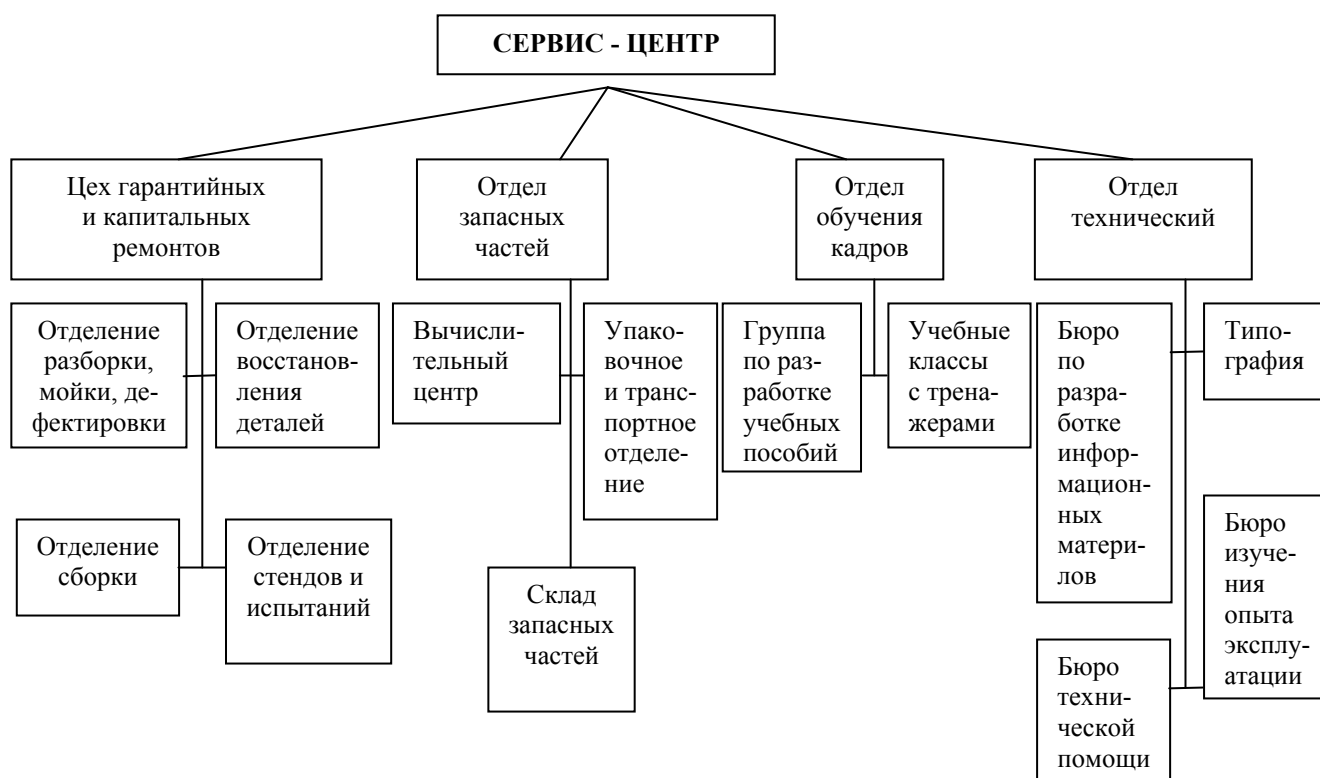 СЕРВИС - ЦЕНТР
Цех гарантийных
и капитальных
ремонтов
Отдел
запасных
частей
Отдел
обучения
кадров
Отдел
технический
Отделение
разборки,
мойки, де-
фектировки
Отделение
восстанов-
ления
деталей
Вычисли-
тельный
центр
Упако-
вочное
и транс-
портное
отделе-
ние
Группа
по раз-
работке
учебных
пособий
Учебные
классы
с трена-
жерами
Бюро
по
разра-
ботке
инфор-
мацион-
ных
матери-
лов
Типо-
графия
Отделение
сборки
Отделение
стендов и
испытаний
Склад
запасных
частей
Бюро
изуче-
ния
опыта
эксплу-
атации
Бюро
техни-
ческой
помощи